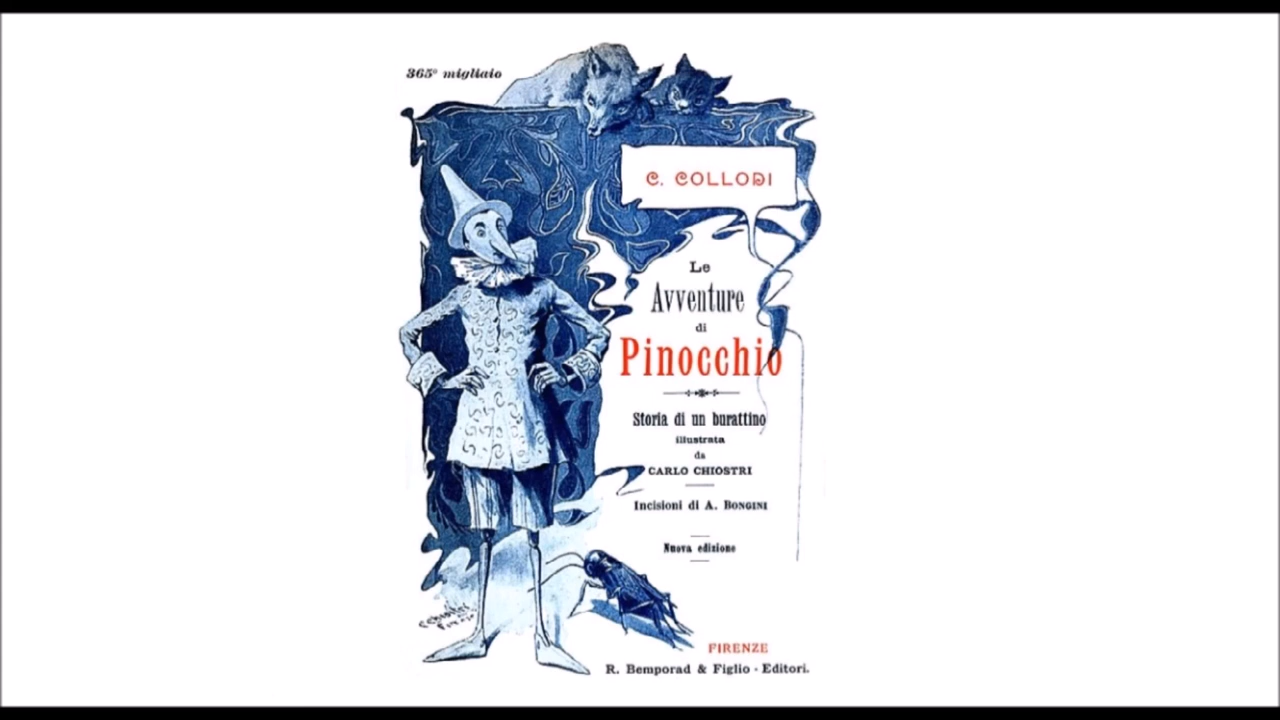 365º migliaio
C. COLLODI
Le
Avventure
di
Pinocchio
Storia di un burattino
illustrata
da
CARLO CHIOSTRI
Incisioni di A. BONGINI
Nuova edizione
FIRENZE
R. Bemporad & Figlio - Editori.